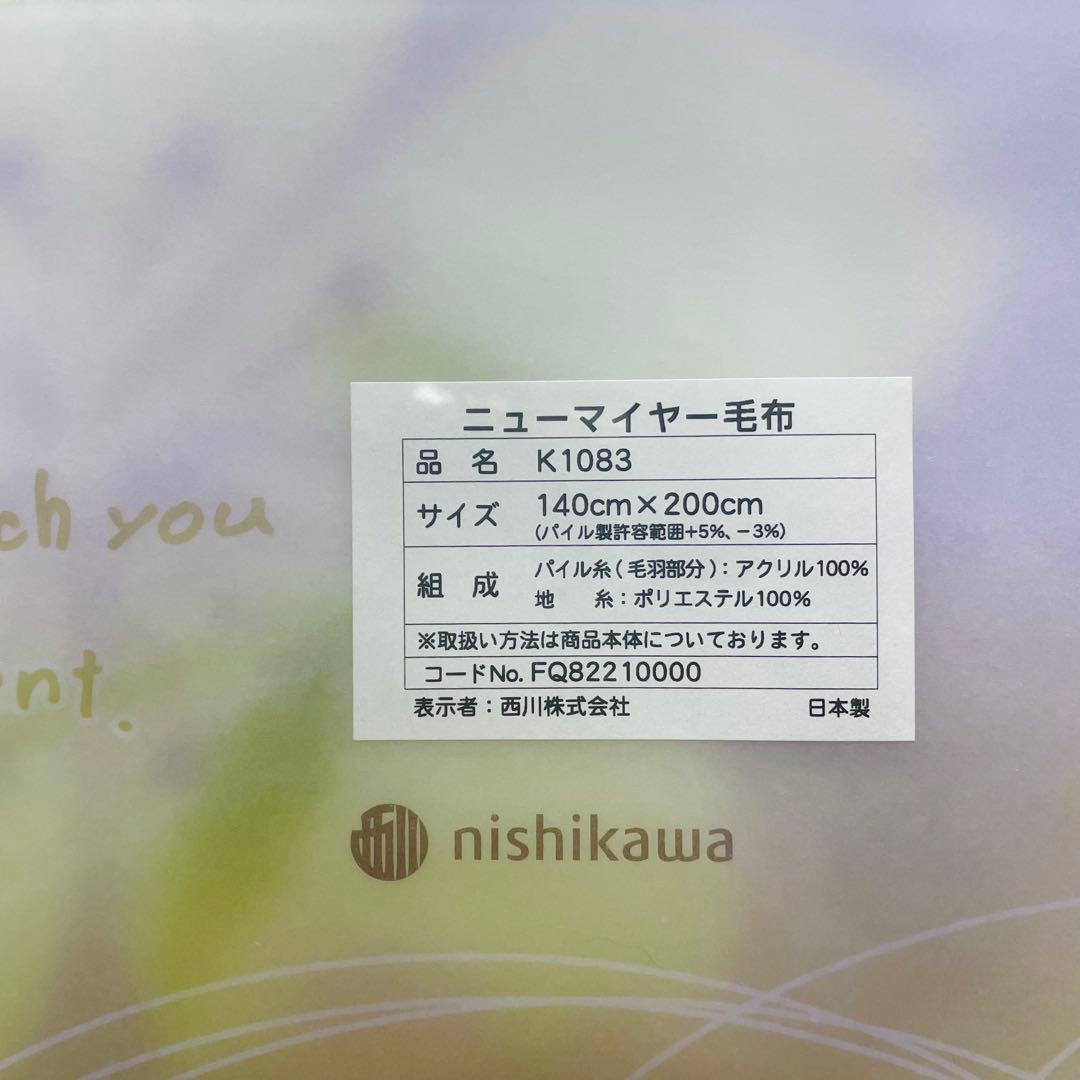 ニューマイヤー毛布
品 名 K1083
サイズ 140cm×200cm
(パイル製許容範囲+5%、-3%)
組 成 パイル糸(毛羽部分):アクリル100%
地 糸:ポリエステル100%
※取扱い方法は商品本体についております。
コードNo. FQ82210000
表示者:西川株式会社 日本製
you
西川 nishikawa